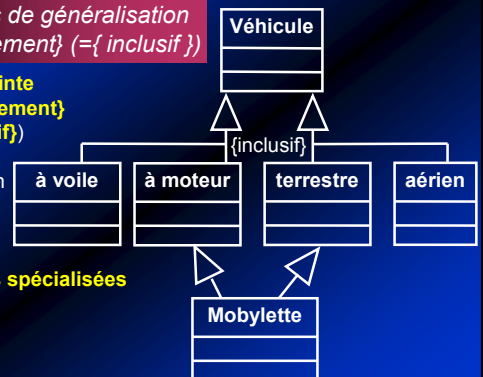 s de généralisation
ement} (={ inclusif })
inte
ement}
if})
n
s spécialisées
Véhicule
{inclusif}
à voile
à moteur
terrestre
aérien
Mobylette